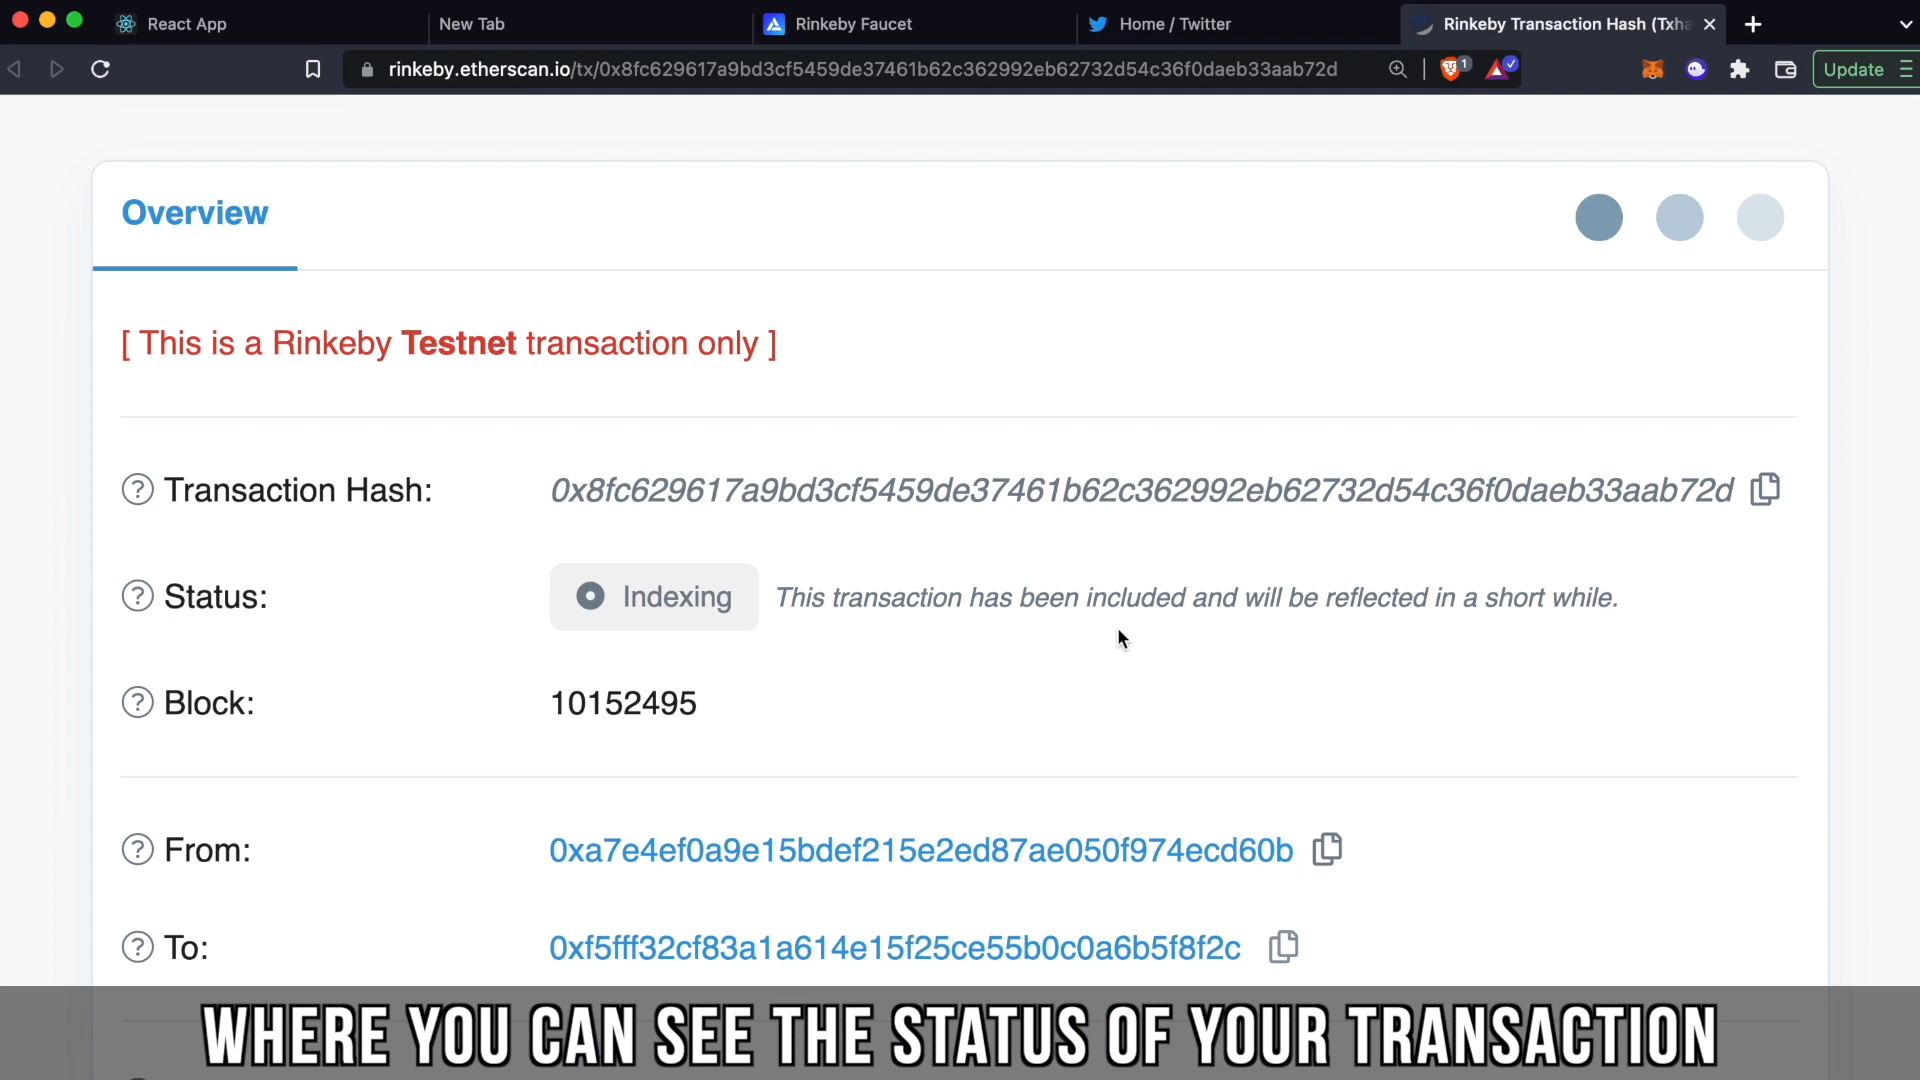 React App
New Tab
Rinkeby Faucet
Home / Twitter
Rinkeby Transaction Hash (Txha
rinkeby.etherscan.io/tx/0x8fc629617a9bd3cf5459de37461b62c362992eb62732d54c36f0daeb33aab72d
1
Update
Overview
[ This is a Rinkeby Testnet transaction only ]
? Transaction Hash: 0x8fc629617a9bd3cf5459de37461b62c362992eb62732d54c36f0daeb33aab72d
? Status: Indexing This transaction has been included and will be reflected in a short while.
? Block: 10152495
? From: 0xa7e4ef0a9e15bdef215e2ed87ae050f974ecd60b
? To: 0xf5fff32cf83a1a614e15f25ce55b0c0a6b5f8f2c
WHERE YOU CAN SEE THE STATUS OF YOUR TRANSACTION